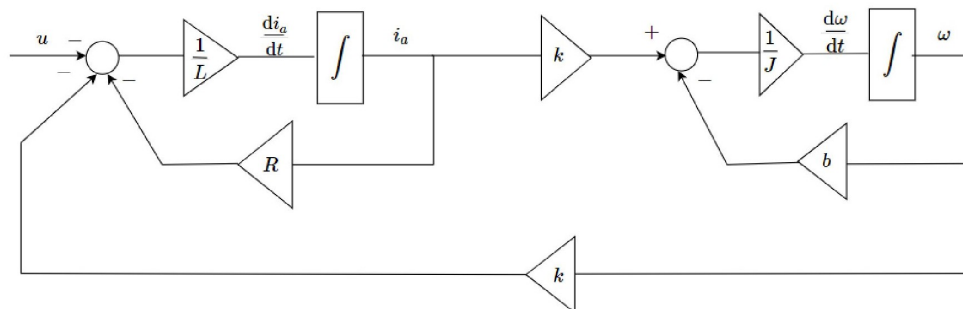 u − 1/L di_a/dt ∫ i_a k + 1/J dω/dt ∫ ω
− − −
R b
k